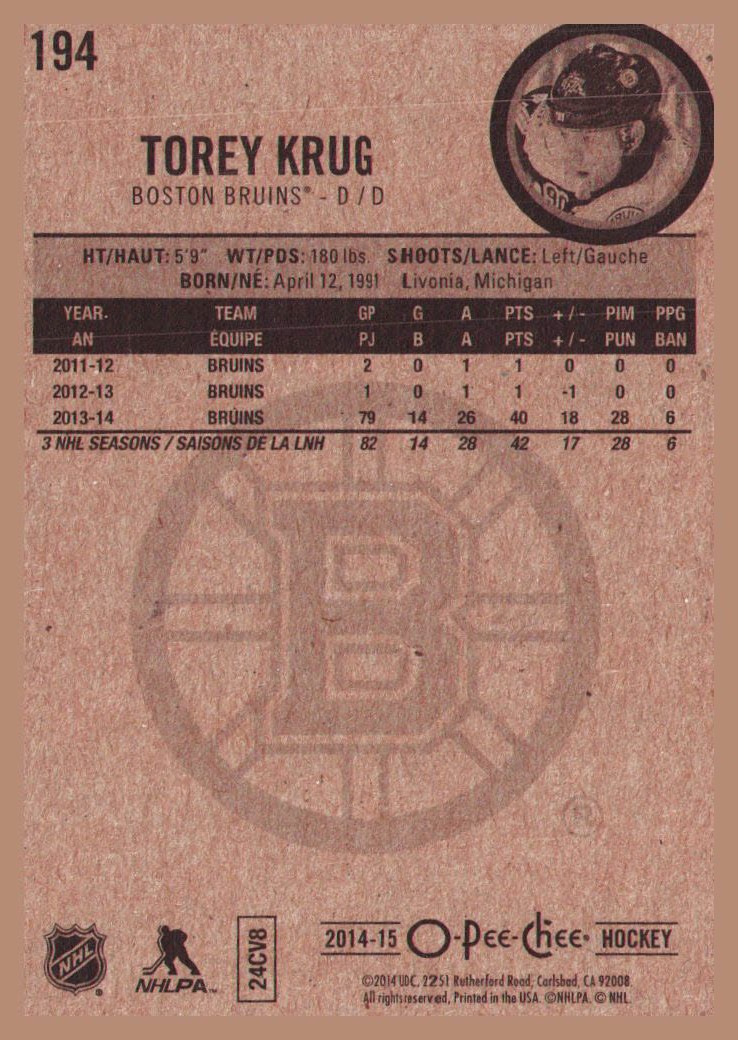 194
TOREY KRUG
BOSTON BRUINS® - D / D
HT/HAUT: 5'9" WT/PDS: 180 lbs. SHOOTS/LANCE: Left/Gauche
BORN/NÉ: April 12, 1991 Livonia, Michigan
YEAR TEAM GP G A PTS +/- PIM PPG
AN ÉQUIPE PJ B A PTS +/- PUN BAN
2011-12 BRUINS 2 0 1 1 0 0 0
2012-13 BRUINS 1 0 1 1 -1 0 0
2013-14 BRUINS 79 14 26 40 18 28 6
3 NHL SEASONS / SAISONS DE LA LNH 82 14 28 42 17 28 6
B
®
NHL ®
NHLPA™
24CV8
2014-15 O-Pee-Chee® HOCKEY
©2014 UDC, 2251 Rutherford Road, Carlsbad, CA 92008.
All rights reserved, Printed in the USA. ©NHLPA. © NHL.